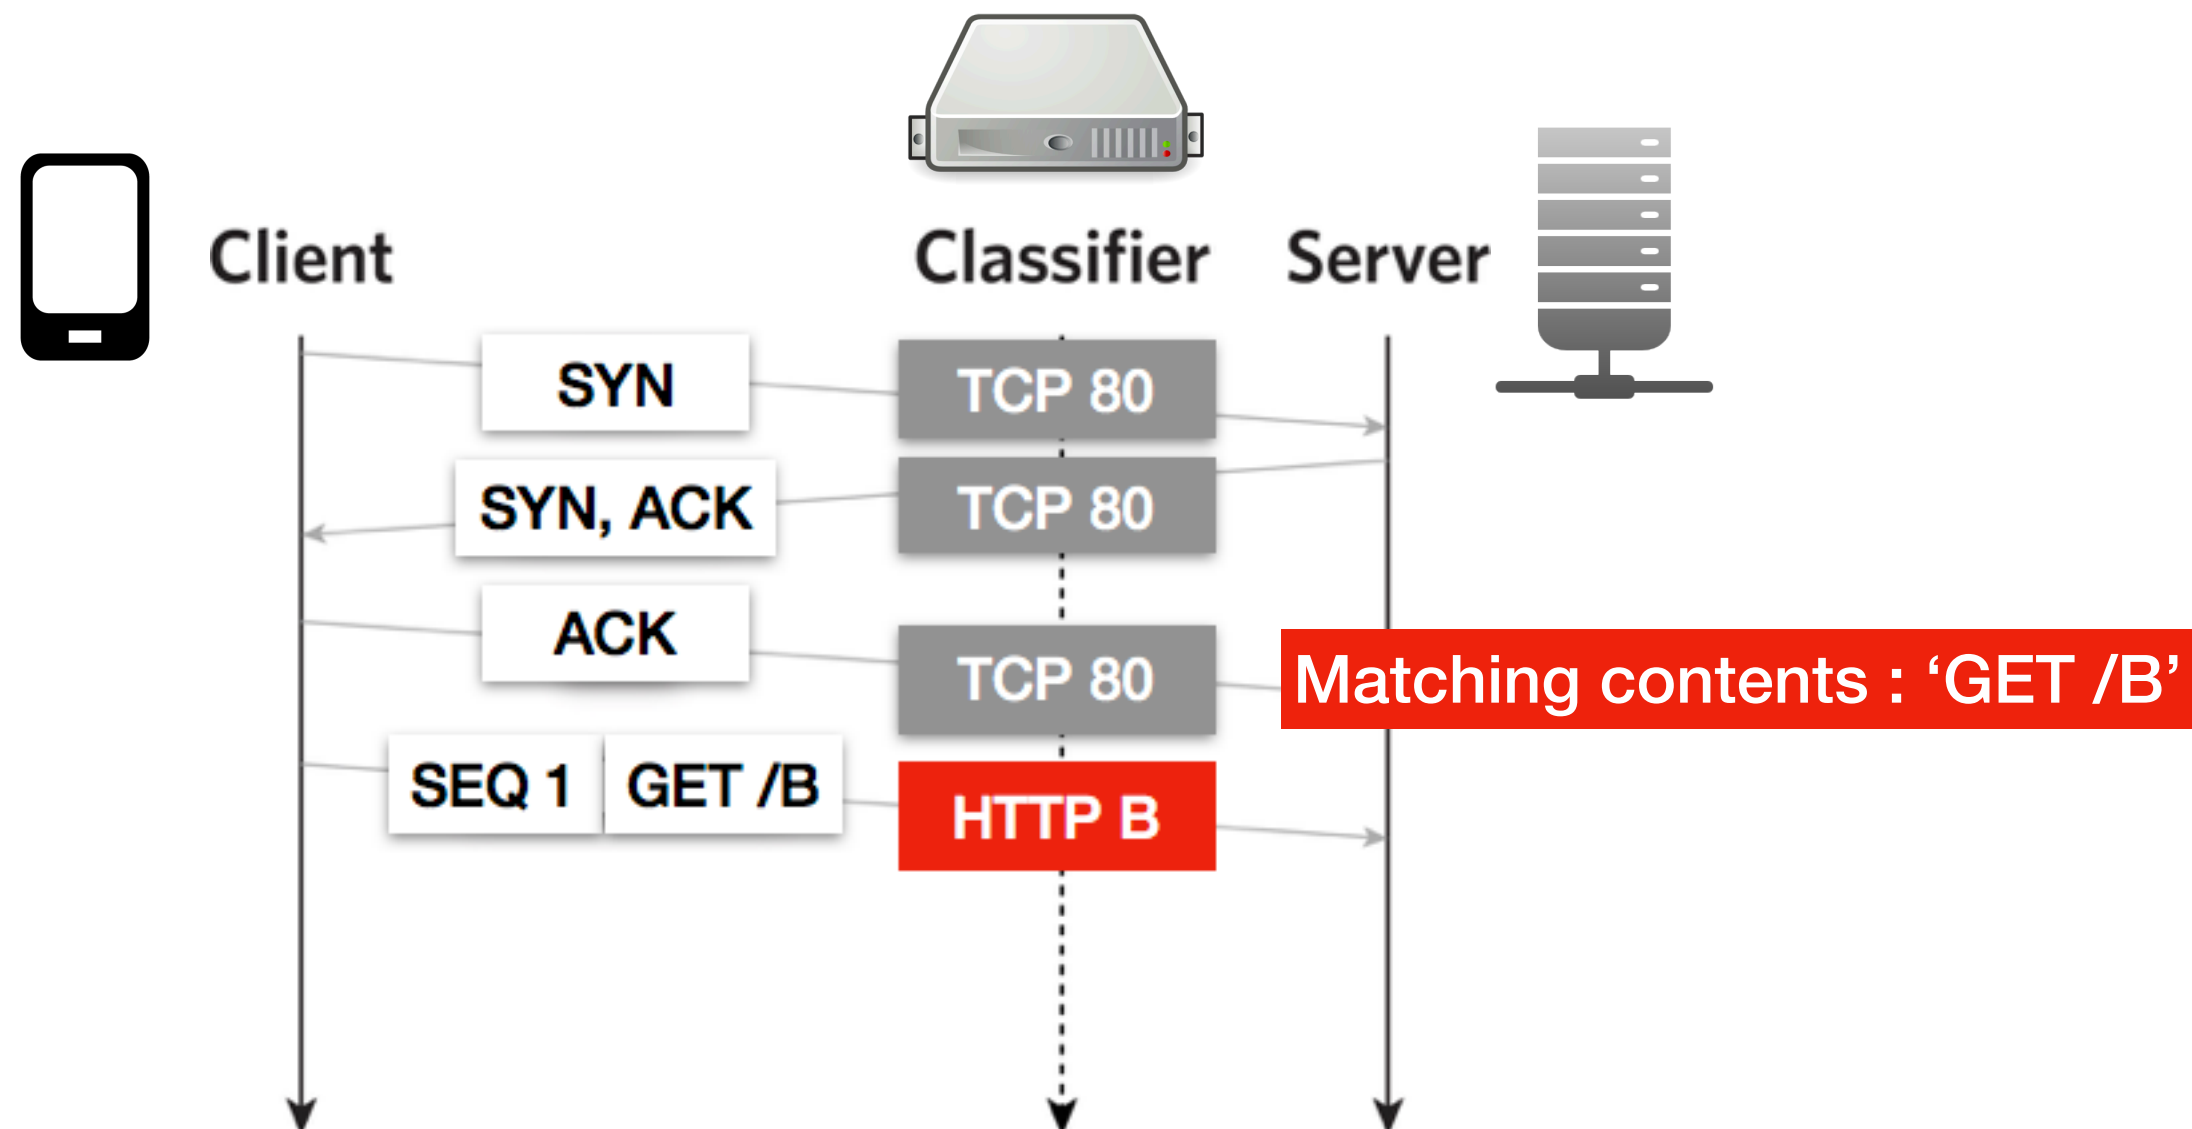 Client
Classifier
Server
SYN
TCP 80
SYN, ACK
TCP 80
ACK
TCP 80
Matching contents : ‘GET /B’
SEQ 1
GET /B
HTTP B